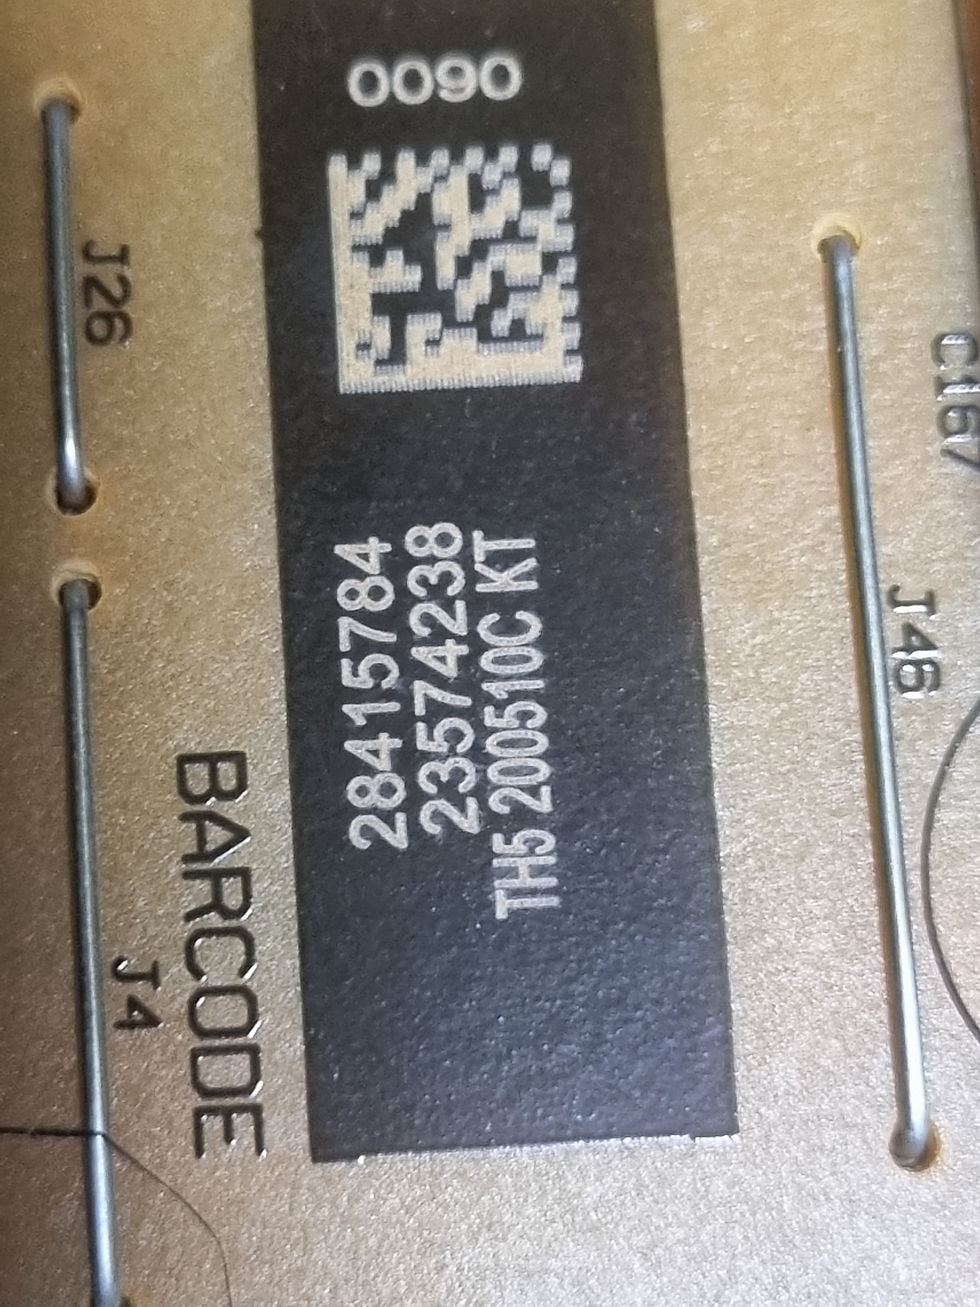 0090
28415784
23574238
TH5 200510C KT
BARCODE
J26
J4
J46
C167